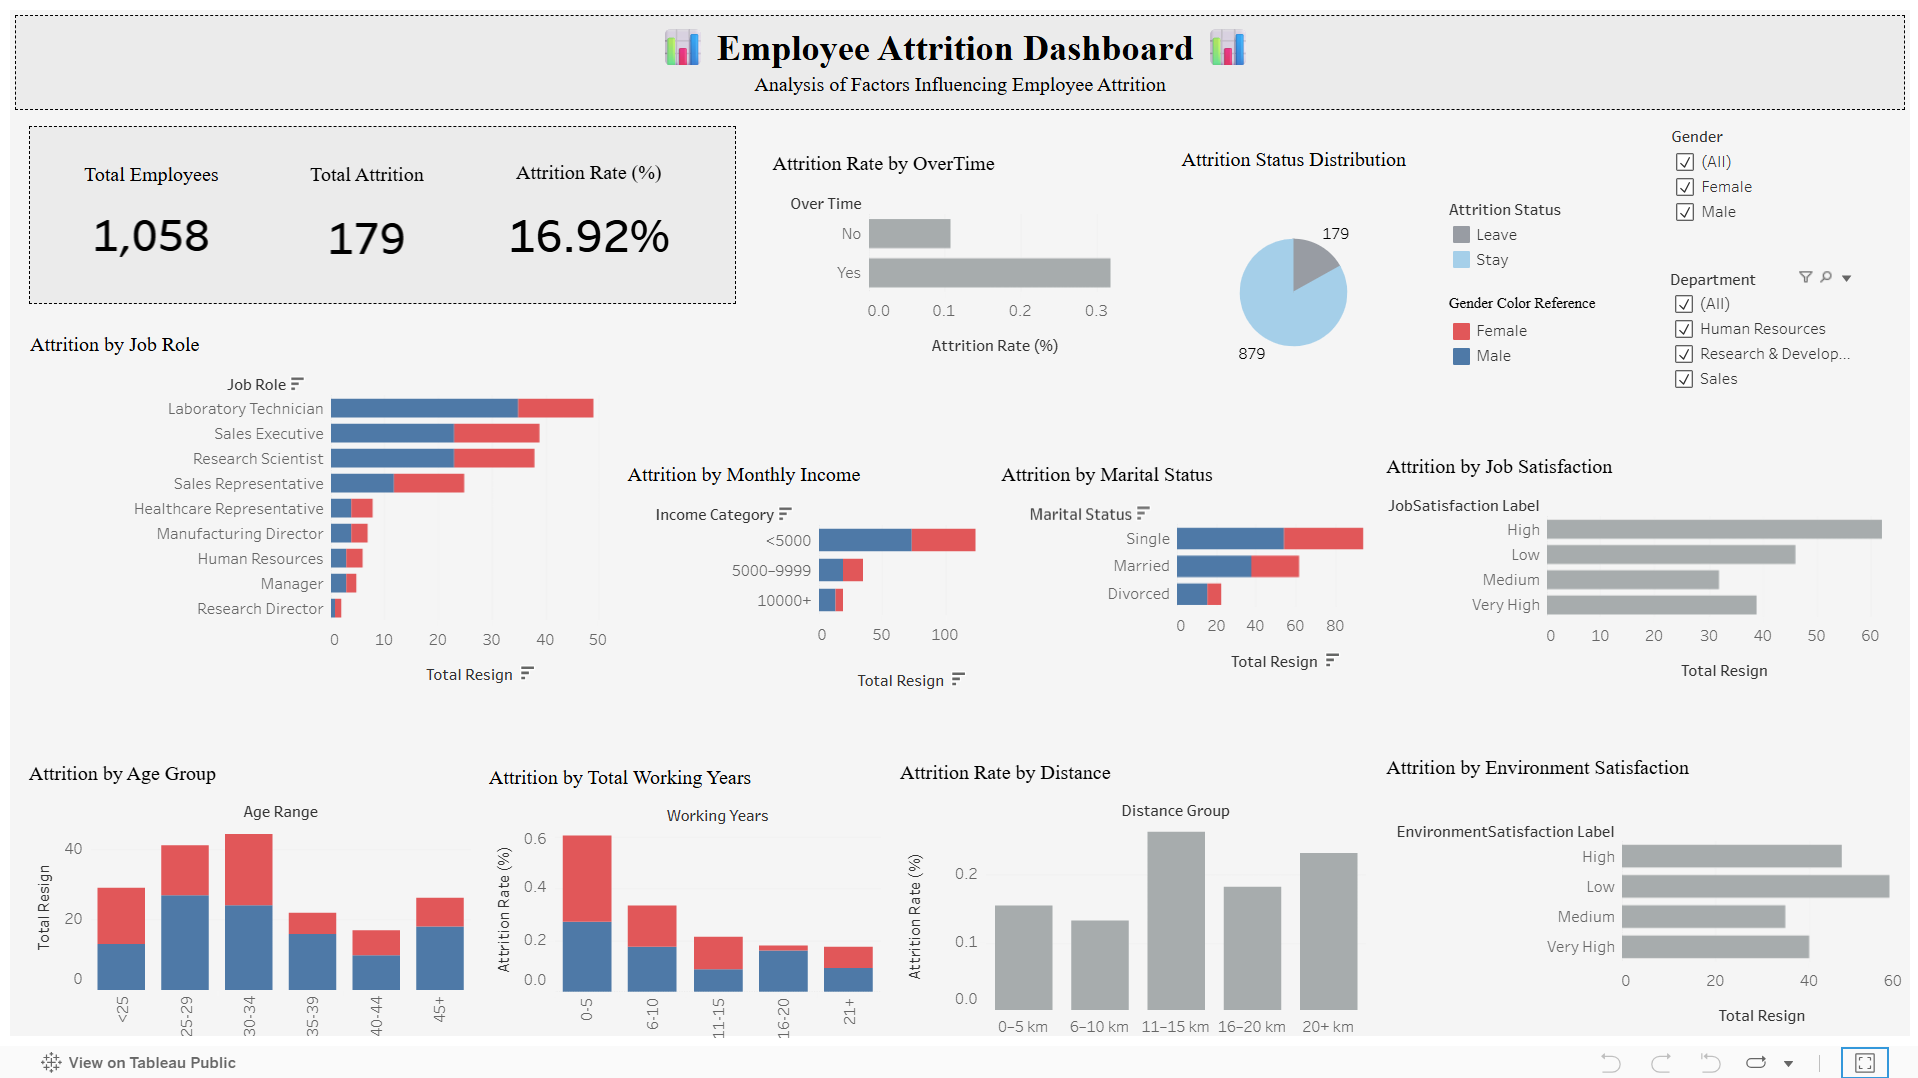 Employee Attrition Dashboard
Analysis of Factors Influencing Employee Attrition
Total Employees
1,058
Total Attrition
179
Attrition Rate (%)
16.92%
Attrition Rate by OverTime
Over Time
No
Yes
0.0 0.1 0.2 0.3
Attrition Rate (%)
Attrition Status Distribution
179
879
Attrition Status
Leave
Stay
Gender Color Reference
Female
Male
Gender
(All)
Female
Male
Department
(All)
Human Resources
Research & Develop...
Sales
Attrition by Job Role
Job Role
Laboratory Technician
Sales Executive
Research Scientist
Sales Representative
Healthcare Representative
Manufacturing Director
Human Resources
Manager
Research Director
0 10 20 30 40 50
Total Resign
Attrition by Monthly Income
Income Category
<5000
5000–9999
10000+
0 50 100
Total Resign
Attrition by Marital Status
Marital Status
Single
Married
Divorced
0 20 40 60 80
Total Resign
Attrition by Job Satisfaction
JobSatisfaction Label
High
Low
Medium
Very High
0 10 20 30 40 50 60
Total Resign
Attrition by Age Group
Age Range
Total Resign
40
20
0
<25 25-29 30-34 35-39 40-44 45+
Attrition by Total Working Years
Working Years
Attrition Rate (%)
0.6
0.4
0.2
0.0
0-5 6-10 11-15 16-20 21+
Attrition Rate by Distance
Distance Group
Attrition Rate (%)
0.2
0.1
0.0
0–5 km 6–10 km 11–15 km 16–20 km 20+ km
Attrition by Environment Satisfaction
EnvironmentSatisfaction Label
High
Low
Medium
Very High
0 20 40 60
Total Resign
View on Tableau Public